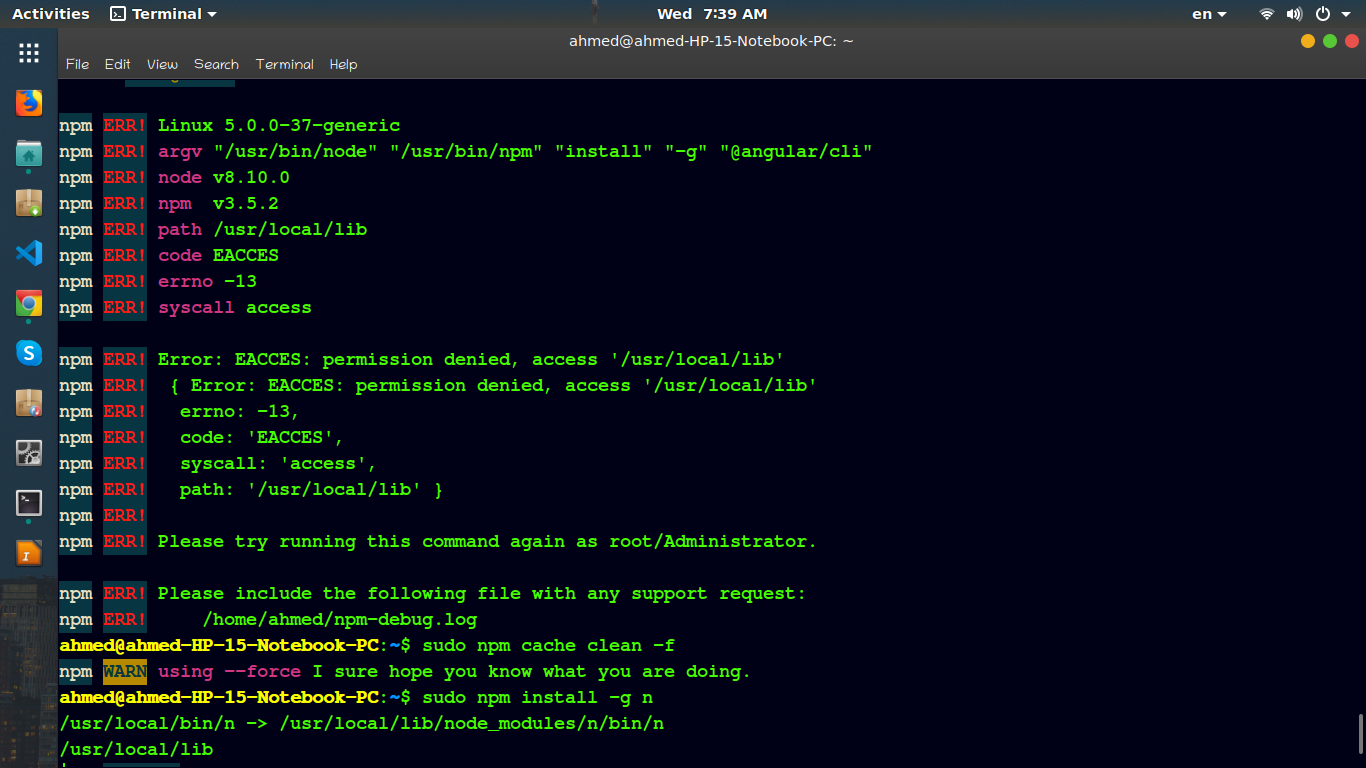 Activities Terminal Wed 7:39 AM en
ahmed@ahmed-HP-15-Notebook-PC: ~
File Edit View Search Terminal Help
npm ERR! Linux 5.0.0-37-generic
npm ERR! argv "/usr/bin/node" "/usr/bin/npm" "install" "-g" "@angular/cli"
npm ERR! node v8.10.0
npm ERR! npm  v3.5.2
npm ERR! path /usr/local/lib
npm ERR! code EACCES
npm ERR! errno -13
npm ERR! syscall access
npm ERR! Error: EACCES: permission denied, access '/usr/local/lib'
npm ERR!  { Error: EACCES: permission denied, access '/usr/local/lib'
npm ERR!   errno: -13,
npm ERR!   code: 'EACCES',
npm ERR!   syscall: 'access',
npm ERR!   path: '/usr/local/lib' }
npm ERR!
npm ERR! Please try running this command again as root/Administrator.
npm ERR! Please include the following file with any support request:
npm ERR!     /home/ahmed/npm-debug.log
ahmed@ahmed-HP-15-Notebook-PC:~$ sudo npm cache clean -f
npm WARN using --force I sure hope you know what you are doing.
ahmed@ahmed-HP-15-Notebook-PC:~$ sudo npm install -g n
/usr/local/bin/n -> /usr/local/lib/node_modules/n/bin/n
/usr/local/lib